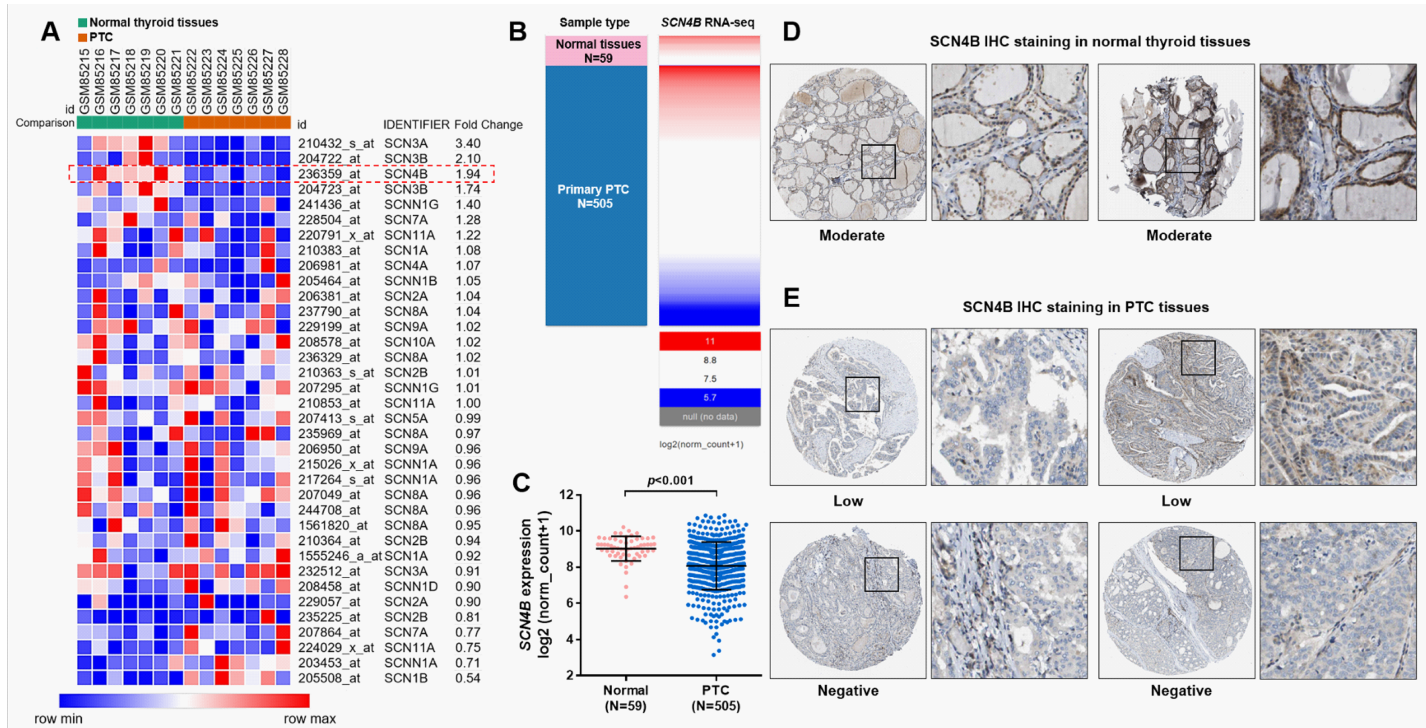 A
Normal thyroid tissues
PTC
GSM85215
GSM85216
GSM85217
GSM85218
GSM85219
GSM85220
GSM85221
GSM85222
GSM85223
GSM85224
GSM85225
GSM85226
GSM85227
GSM85228
id
Comparison
id IDENTIFIER Fold Change
210432_s_at SCN3A 3.40
204722_at SCN3B 2.10
236359_at SCN4B 1.94
204723_at SCN3B 1.74
241436_at SCNN1G 1.40
228504_at SCN7A 1.28
220791_x_at SCN11A 1.22
210383_at SCN1A 1.08
206981_at SCN4A 1.07
205464_at SCNN1B 1.05
206381_at SCN2A 1.04
237790_at SCN8A 1.04
229199_at SCN9A 1.02
208578_at SCN10A 1.02
236329_at SCN8A 1.02
210363_s_at SCN2B 1.01
207295_at SCNN1G 1.01
210853_at SCN11A 1.00
207413_s_at SCN5A 0.99
235969_at SCN8A 0.97
206950_at SCN9A 0.96
215026_x_at SCNN1A 0.96
217264_s_at SCNN1A 0.96
207049_at SCN8A 0.96
244708_at SCN8A 0.96
1561820_at SCN8A 0.95
210364_at SCN2B 0.94
1555246_a_at SCN1A 0.92
232512_at SCN3A 0.91
208458_at SCNN1D 0.90
229057_at SCN2A 0.90
235225_at SCN2B 0.81
207864_at SCN7A 0.77
224029_x_at SCN11A 0.75
203453_at SCNN1A 0.71
205508_at SCN1B 0.54
row min row max
B
Sample type SCN4B RNA-seq
Normal tissues
N=59
Primary PTC
N=505
11
8.8
7.5
5.7
null (no data)
log2(norm_count+1)
C
p<0.001
SCN4B expression
log2 (norm_count+1)
12
10
8
6
4
2
Normal
(N=59)
PTC
(N=505)
D
SCN4B IHC staining in normal thyroid tissues
Moderate
Moderate
E
SCN4B IHC staining in PTC tissues
Low
Low
Negative
Negative